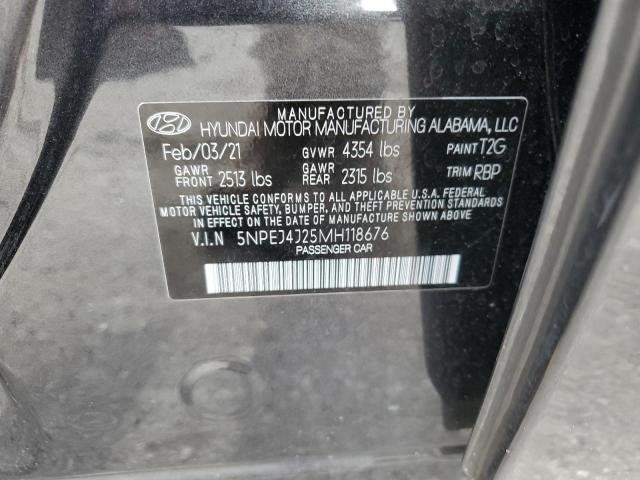 MANUFACTURED BY
HYUNDAI MOTOR MANUFACTURING ALABAMA, LLC
Feb/03/21 GVWR 4354 lbs PAINT T2G
GAWR FRONT 2513 lbs GAWR REAR 2315 lbs TRIM RBP
THIS VEHICLE CONFORMS TO ALL APPLICABLE U.S.A. FEDERAL
MOTOR VEHICLE SAFETY, BUMPER, AND THEFT PREVENTION
STANDARDS IN EFFECT ON THE DATE OF MANUFACTURE SHOWN ABOVE.
V.I.N 5NPEJ4J25MH118676
PASSENGER CAR